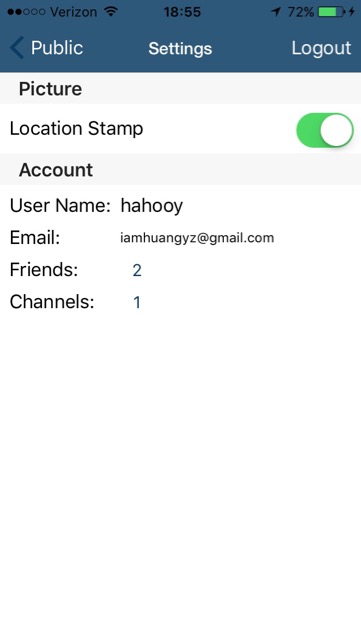 Verizon 18:55 72%
Public Settings Logout
Picture
Location Stamp
Account
User Name: hahooy
Email: iamhuangyz@gmail.com
Friends: 2
Channels: 1